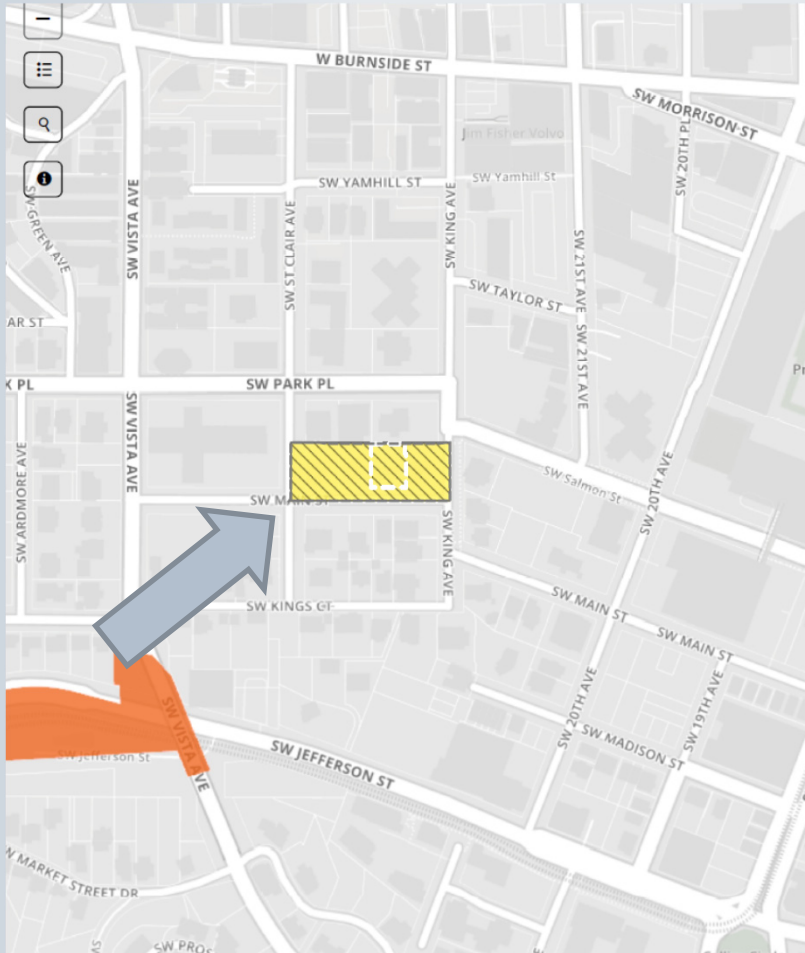 W BURNSIDE ST
SW MORRISON ST
Jim Fisher Volvo
SW 20TH PL
SW YAMHILL ST
SW Yamhill St
SW VISTA AVE
SW GREEN AVE
SW ST CLAIR AVE
SW KING AVE
SW 21ST AVE
SW TAYLOR ST
AR ST
SW 21ST AVE
K PL
SW PARK PL
SW VISTA AVE
SW ARDMORE AVE
SW Salmon St
SW 20TH AVE
SW MAIN ST
SW KING AVE
SW KINGS CT
SW MAIN ST
SW MAIN ST
SW 20TH AVE
SW 19TH AVE
SW MADISON ST
SW VISTA AVE
SW Jefferson St
SW JEFFERSON ST
W MARKET STREET DR
SW PROS